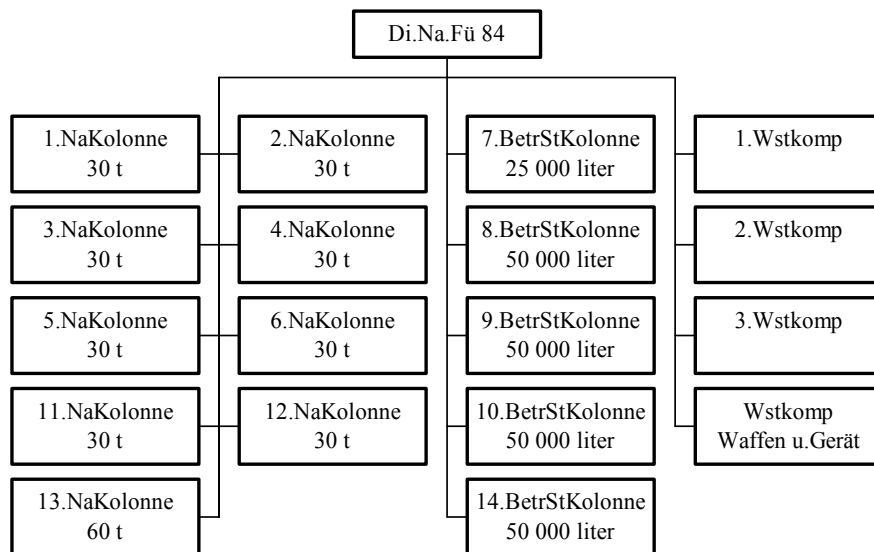 Di.Na.Fü 84
1.NaKolonne
30 t
2.NaKolonne
30 t
7.BetrStKolonne
25 000 liter
1.Wstkomp
3.NaKolonne
30 t
4.NaKolonne
30 t
8.BetrStKolonne
50 000 liter
2.Wstkomp
5.NaKolonne
30 t
6.NaKolonne
30 t
9.BetrStKolonne
50 000 liter
3.Wstkomp
11.NaKolonne
30 t
12.NaKolonne
30 t
10.BetrStKolonne
50 000 liter
Wstkomp
Waffen u.Gerät
13.NaKolonne
60 t
14.BetrStKolonne
50 000 liter